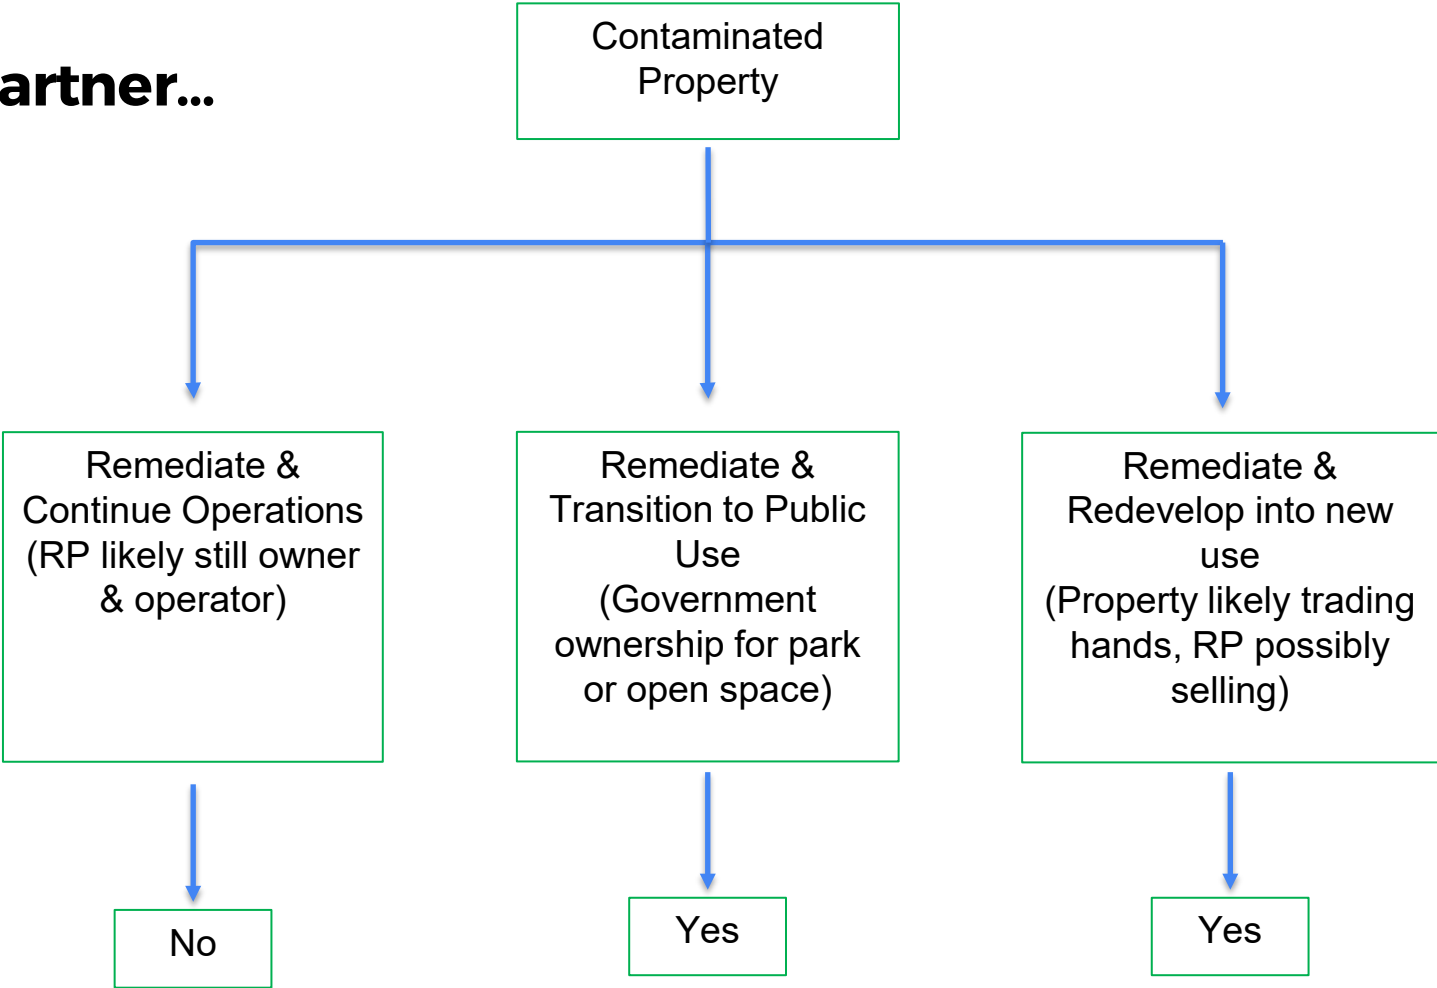 artner...
Contaminated
Property
Remediate &
Continue Operations
(RP likely still owner
& operator)
Remediate &
Transition to Public
Use
(Government
ownership for park
or open space)
Remediate &
Redevelop into new
use
(Property likely trading
hands, RP possibly
selling)
No
Yes
Yes